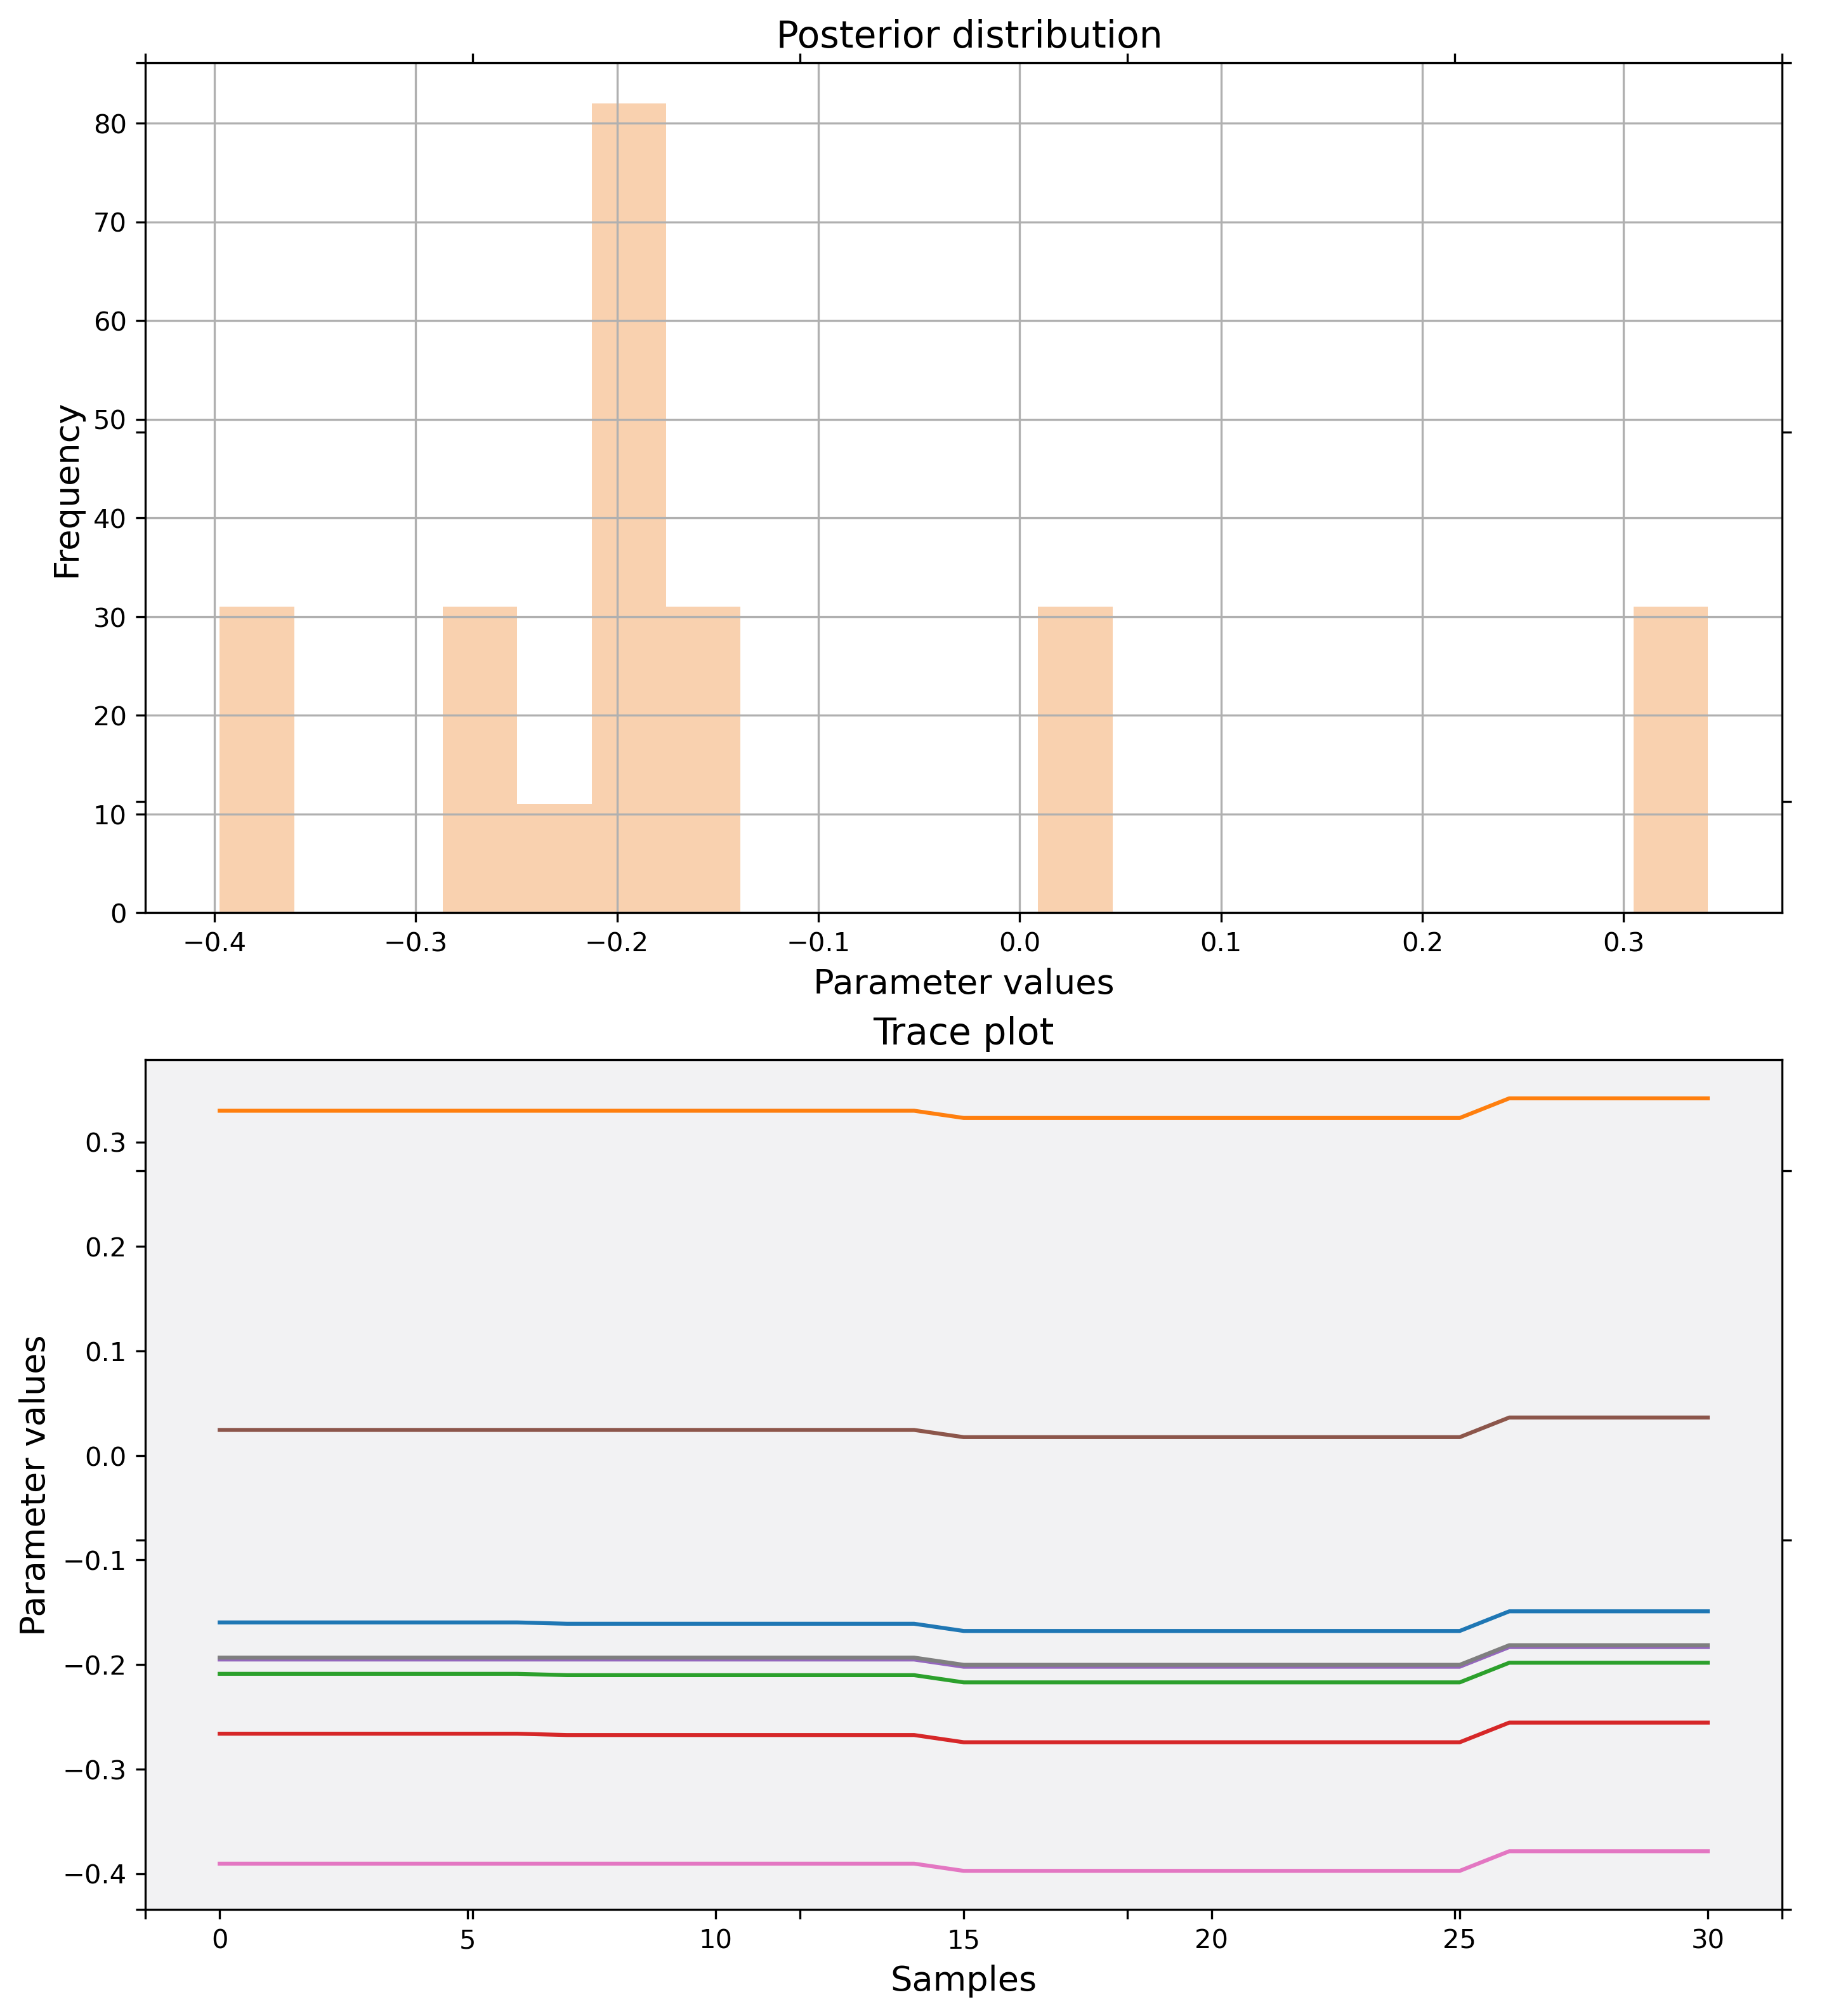 Posterior distribution
80
70
60
50
40
30
20
10
0
Frequency
−0.4 −0.3 −0.2 −0.1 0.0 0.1 0.2 0.3
Parameter values
Trace plot
0.3
0.2
0.1
0.0
−0.1
−0.2
−0.3
−0.4
Parameter values
0 5 10 15 20 25 30
Samples